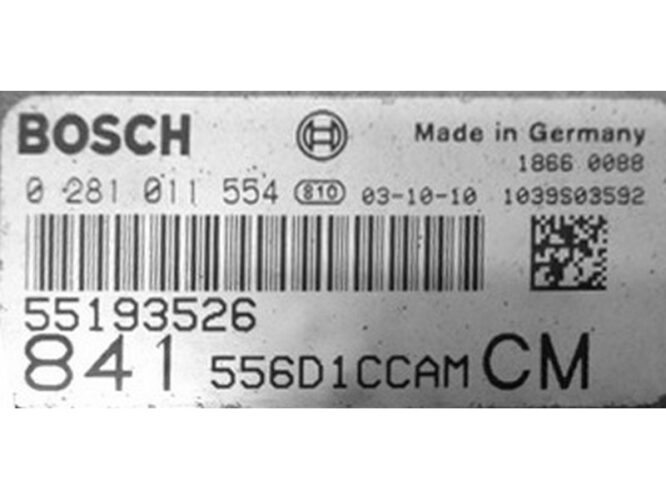 BOSCH Made in Germany
1866 0088
0 281 011 554 810 03-10-10 1039S03592
55193526
841 556D1CCAM CM